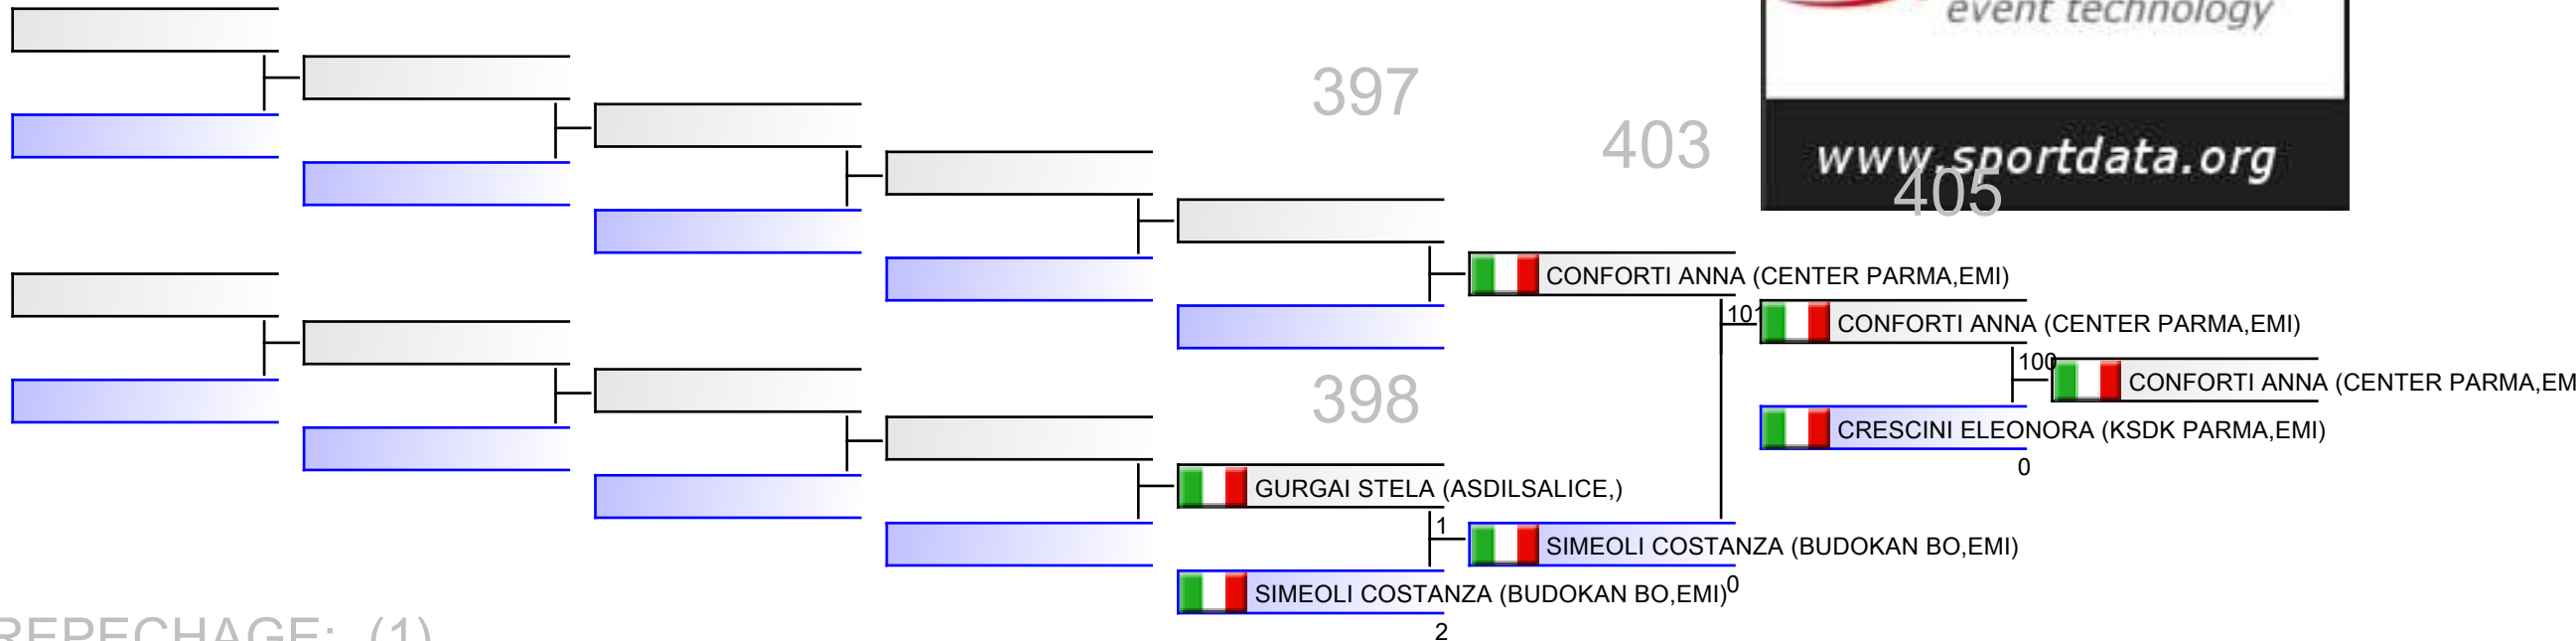 event technology
397
403
www.sportdata.org
405
CONFORTI ANNA (CENTER PARMA,EMI)
CONFORTI ANNA (CENTER PARMA,EMI)
100
CONFORTI ANNA (CENTER PARMA,EM
398
CRESCINI ELEONORA (KSDK PARMA,EMI)
0
GURGAI STELA (ASDILSALICE,)
1
SIMEOLI COSTANZA (BUDOKAN BO,EMI)
0
SIMEOLI COSTANZA (BUDOKAN BO,EMI)
2
REPECHAGE: (1)